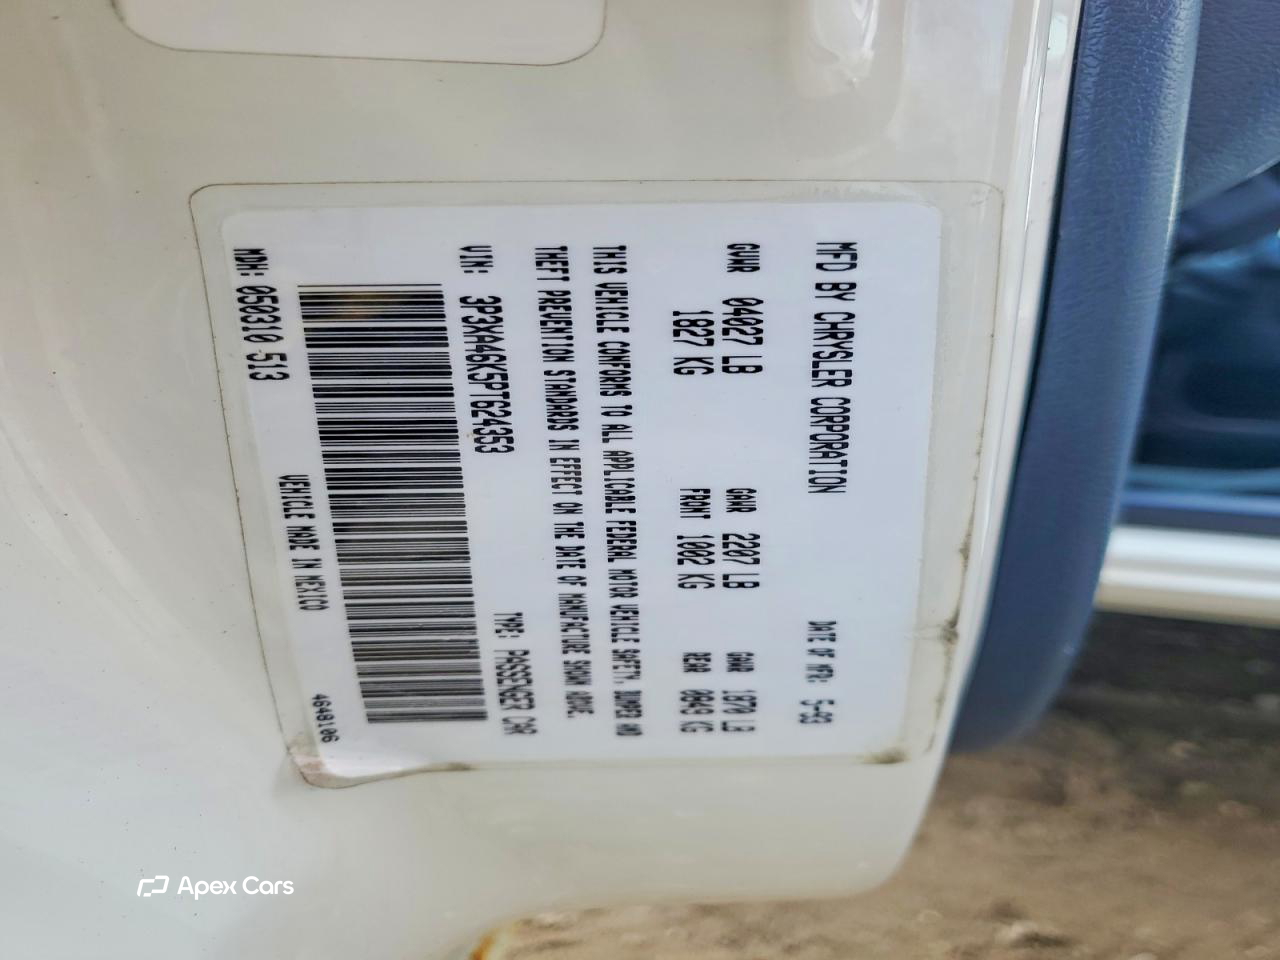 MFD BY CHRYSLER CORPORATION DATE OF MFR: 5-93
GVWR 04027 LB GAWR 2207 LB GAWR 1870 LB
1827 KG FRONT 1002 KG REAR 0849 KG
THIS VEHICLE CONFORMS TO ALL APPLICABLE FEDERAL MOTOR VEHICLE SAFETY, BUMPER AND
THEFT PREVENTION STANDARDS IN EFFECT ON THE DATE OF MANUFACTURE SHOWN ABOVE.
VIN: 3P3XA46K5PT624353 TYPE: PASSENGER CAR
MDH: 050310 513 VEHICLE MADE IN MEXICO 4648106
Apex Cars